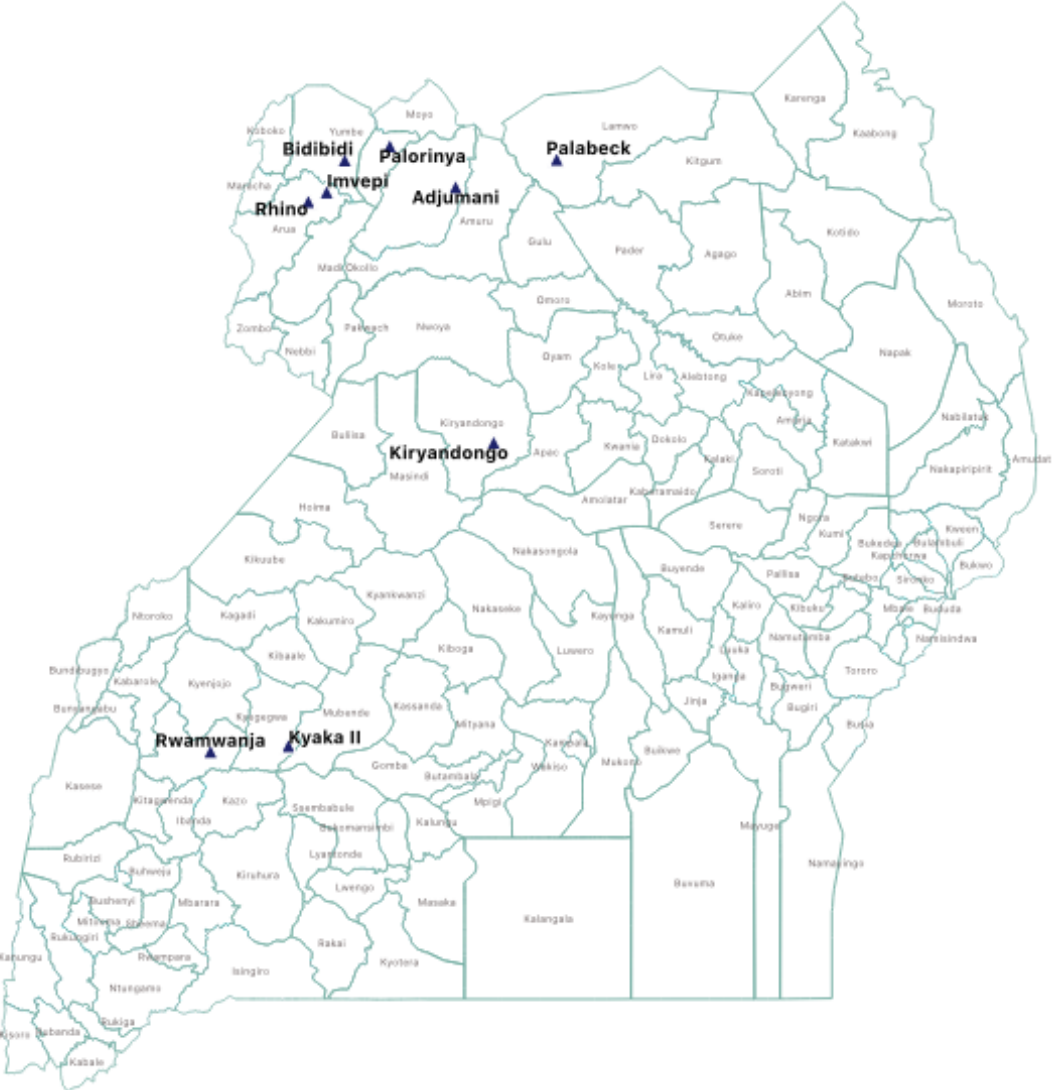 Karenga
Moyo
Lamwo
Koboko
Yumbe
Kaabong
Bidibidi
Palorinya
Palabeck
Kitgum
Imvepi
Maracha
Adjumani
Rhino
Amuru
Arua
Kotido
Gulu
Pader
Agago
Madi Okollo
Abim
Omoro
Moroto
Zombo
Pakwach
Nwoya
Otuke
Nebbi
Oyam
Napak
Kole
Lira
Alebtong
Kapelebyong
Nabilatuk
Amuria
Kiryandongo
Buliisa
Kwania
Dokolo
Katakwi
Kiryandongo
Apac
Kalaki
Amudat
Masindi
Soroti
Nakapiripirit
Amolatar
Kaberamaido
Hoima
Ngora
Serere
Kumi
Kween
Bukedea
Bulambuli
Nakasongola
Kapchorwa
Kikuube
Buyende
Bukwo
Pallisa
Butebo
Sironko
Kyankwanzi
Kaliro
Kibuku
Mbale
Bududa
Nakaseke
Ntoroko
Kagadi
Kakumiro
Kayunga
Kamuli
Namutumba
Namisindwa
Kiboga
Luwero
Luuka
Kibaale
Bundibugyo
Tororo
Kabarole
Kyenjojo
Iganga
Bugweri
Jinja
Bunyangabu
Kyegegwa
Mubende
Kassanda
Bugiri
Mityana
Busia
Rwamwanja
Kyaka II
Kampala
Buikwe
Mukono
Gomba
Wakiso
Butambala
Kasese
Kitagwenda
Kazo
Ssembabule
Mpigi
Ibanda
Bukomansimbi
Kalungu
Mayuge
Lyantonde
Rubirizi
Namayingo
Buhweju
Kiruhura
Buvuma
Lwengo
Bushenyi
Mbarara
Masaka
Mitooma
Sheema
Kalangala
Rukungiri
Rakai
Kanungu
Rwampara
Kyotera
Isingiro
Ntungamo
Rukiga
Kisoro
Rubanda
Kabale